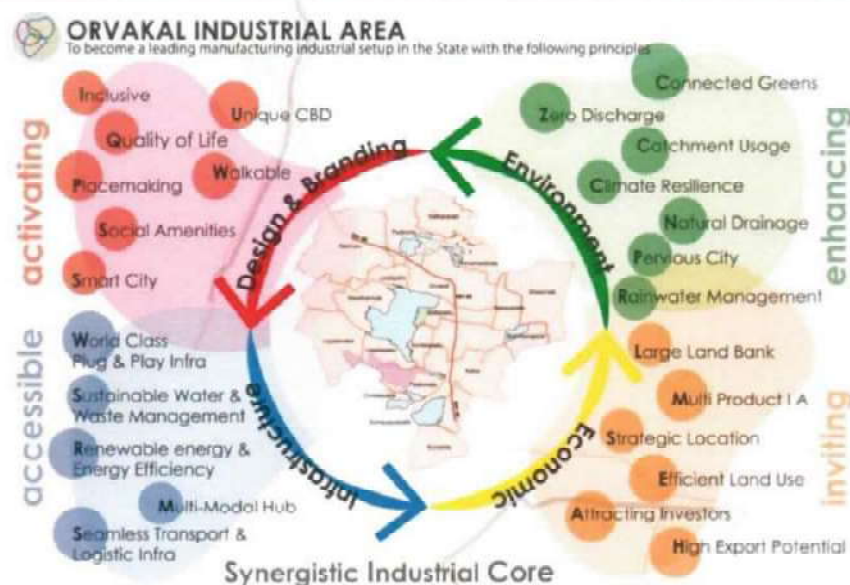 ORVAKAL INDUSTRIAL AREA
To become a leading manufacturing industrial setup in the State with the following principles
activating
Inclusive
Unique CBD
Quality of Life
Walkable
Placemaking
Social Amenities
Smart City
Design & Branding
Environment
enhancing
Connected Greens
Zero Discharge
Catchment Usage
Climate Resilience
Natural Drainage
Pervious City
Rainwater Management
accessible
World Class
Plug & Play Infra
Sustainable Water &
Waste Management
Renewable energy &
Energy Efficiency
Multi-Modal Hub
Seamless Transport &
Logistic Infra
Infrastructure
Economic
inviting
Large Land Bank
Multi Product I A
Strategic Location
Efficient Land Use
Attracting Investors
High Export Potential
Synergistic Industrial Core